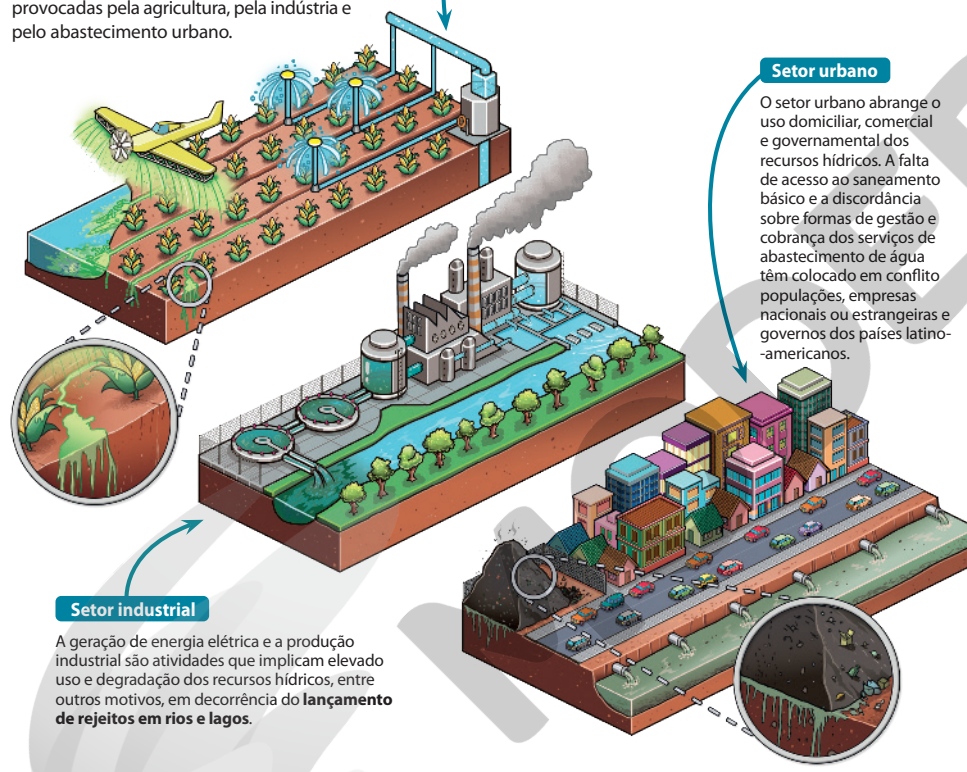 provocadas pela agricultura, pela indústria e
pelo abastecimento urbano.
Setor urbano
O setor urbano abrange o
uso domiciliar, comercial
e governamental dos
recursos hídricos. A falta
de acesso ao saneamento
básico e a discordância
sobre formas de gestão e
cobrança dos serviços de
abastecimento de água
têm colocado em conflito
populações, empresas
nacionais ou estrangeiras e
governos dos países latino-
-americanos.
Setor industrial
A geração de energia elétrica e a produção
industrial são atividades que implicam elevado
uso e degradação dos recursos hídricos, entre
outros motivos, em decorrência do lançamento
de rejeitos em rios e lagos.